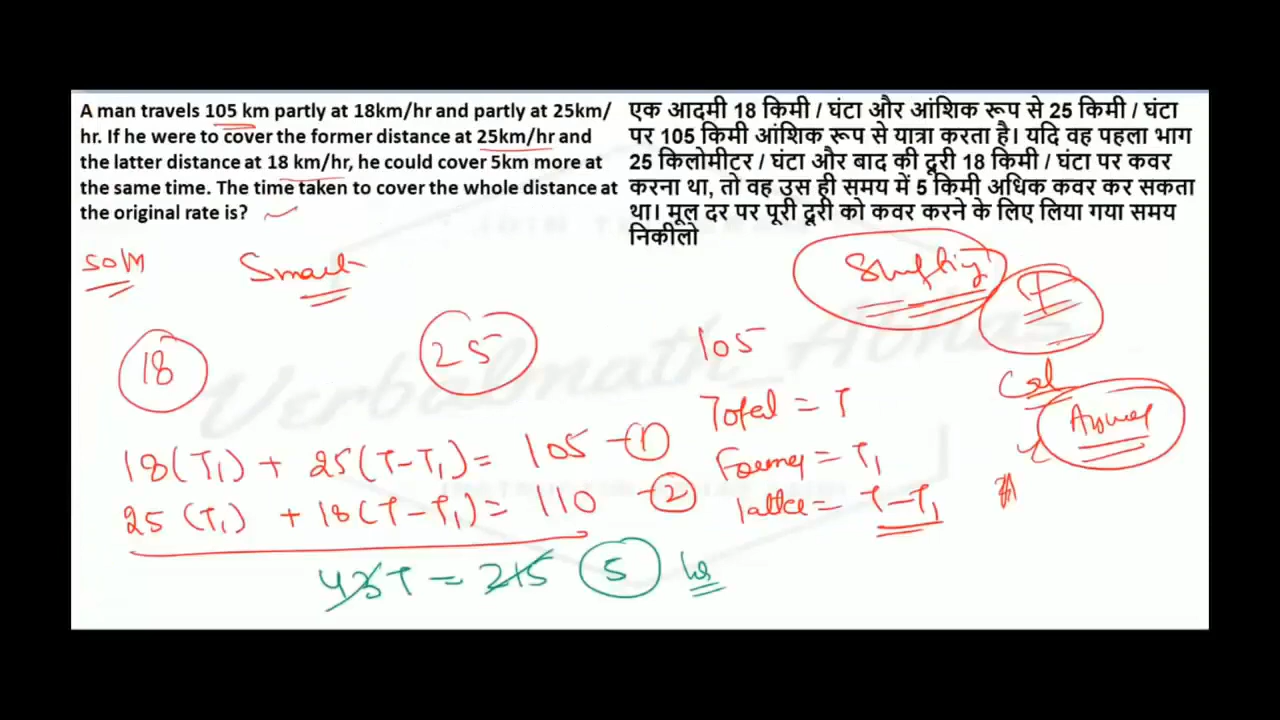 A man travels 105 km partly at 18km/hr and partly at 25km/
hr. If he were to cover the former distance at 25km/hr and
the latter distance at 18 km/hr, he could cover 5km more at
the same time. The time taken to cover the whole distance at
the original rate is?
एक आदमी 18 किमी / घंटा और आंशिक रूप से 25 किमी / घंटा
पर 105 किमी आंशिक रूप से यात्रा करता है। यदि वह पहला भाग
25 किलोमीटर / घंटा और बाद की दूरी 18 किमी / घंटा पर कवर
करना था, तो वह उस ही समय में 5 किमी अधिक कवर कर सकता
था। मूल दर पर पूरी दूरी को कवर करने के लिए लिया गया समय
निकीलो
Smart
18
25
105
Total = T
Former = T1
latter = T-T1
18(T1) + 25(T-T1) = 105 -①
25(T1) + 18(T-T1) = 110 -②
43T = 215 5 hr
Verbalmath_Abhas